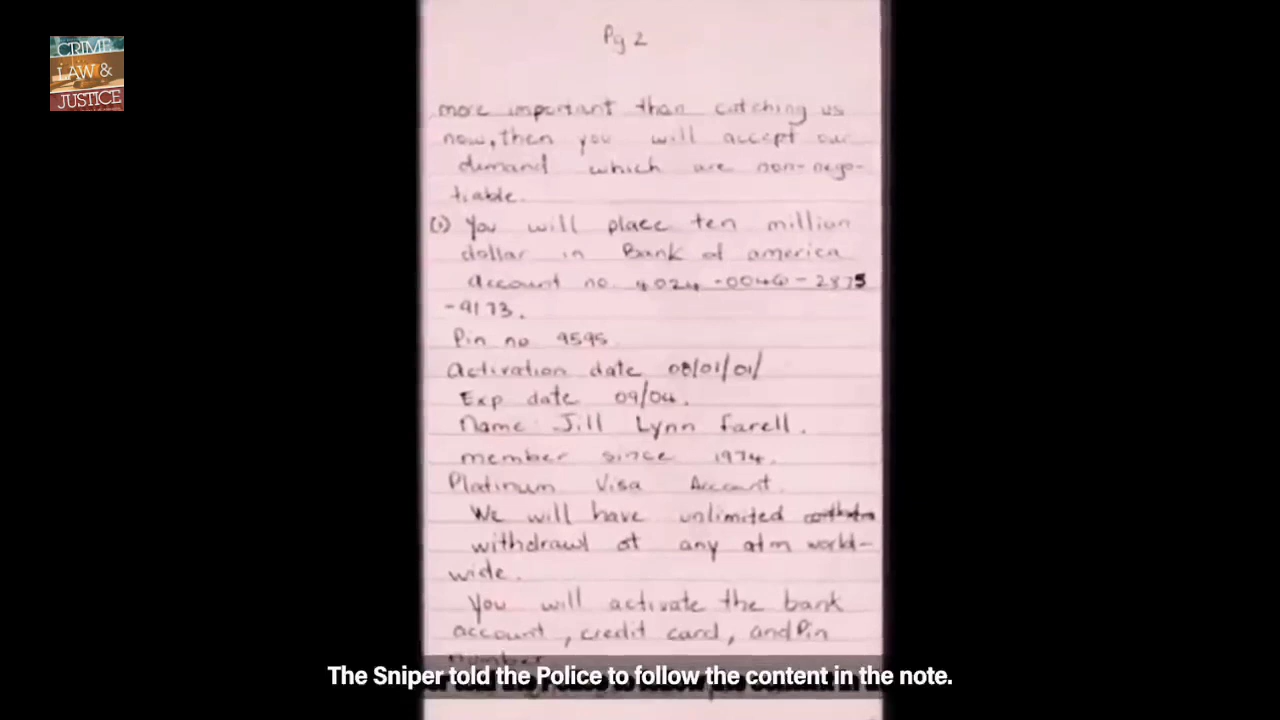 CRIME
LAW &
JUSTICE
Pg 2
more important than catching us
now, then you will accept our
demand which are non-nego-
tiable.
(1) You will place ten million
dollar in Bank of america
account no. 4024-0046-2875
-9173.
Pin no 9595.
Activation date 08/01/01/
Exp date 09/04.
Name: Jill Lynn Farell.
member since 1974.
Platinum Visa Account.
We will have unlimited
withdrawl at any atm world-
wide.
You will activate the bank
account, credit card, and Pin
number
The Sniper told the Police to follow the content in the note.